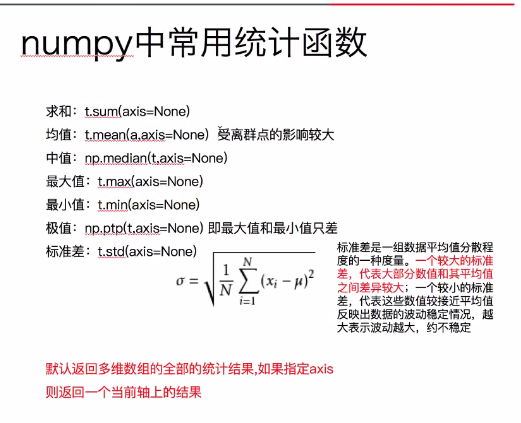 numpy中常用统计函数
求和：t.sum(axis=None)
均值：t.mean(a,axis=None) 受离群点的影响较大
中值：np.median(t,axis=None)
最大值：t.max(axis=None)
最小值：t.min(axis=None)
极值：np.ptp(t,axis=None) 即最大值和最小值只差
标准差：t.std(axis=None)
σ = √(1/N ∑_{i=1}^{N} (x_i − μ)^2)
标准差是一组数据平均值分散程
度的一种度量。一个较大的标准
差，代表大部分数值和其平均值
之间差异较大；一个较小的标准
差，代表这些数值较接近平均值
反映出数据的波动稳定情况，越
大表示波动越大，约不稳定
默认返回多维数组的全部的统计结果,如果指定axis
则返回一个当前轴上的结果